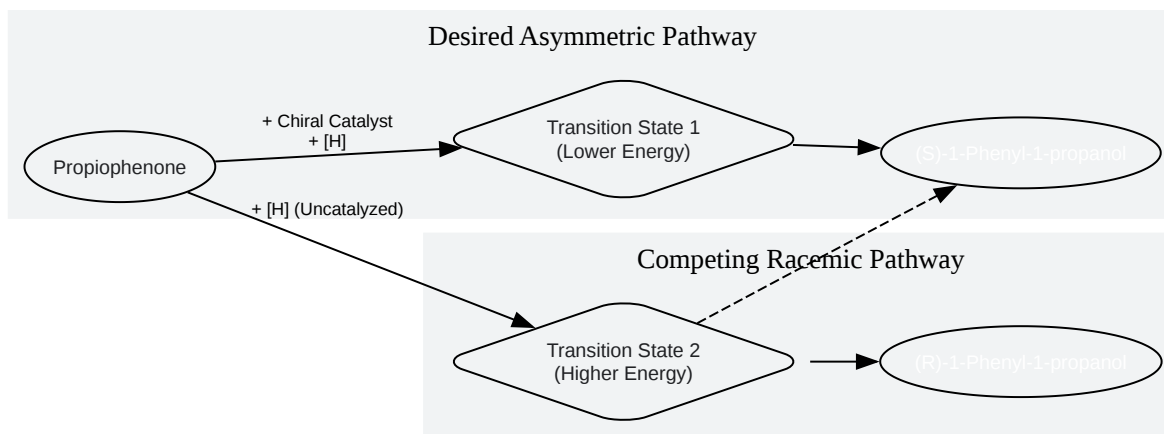 Desired Asymmetric Pathway
+ Chiral Catalyst
+ [H]
Propiophenone
Transition State 1
(Lower Energy)
(S)-1-Phenyl-1-propanol
+ [H] (Uncatalyzed)
Competing Racemic Pathway
Transition State 2
(Higher Energy)
(R)-1-Phenyl-1-propanol